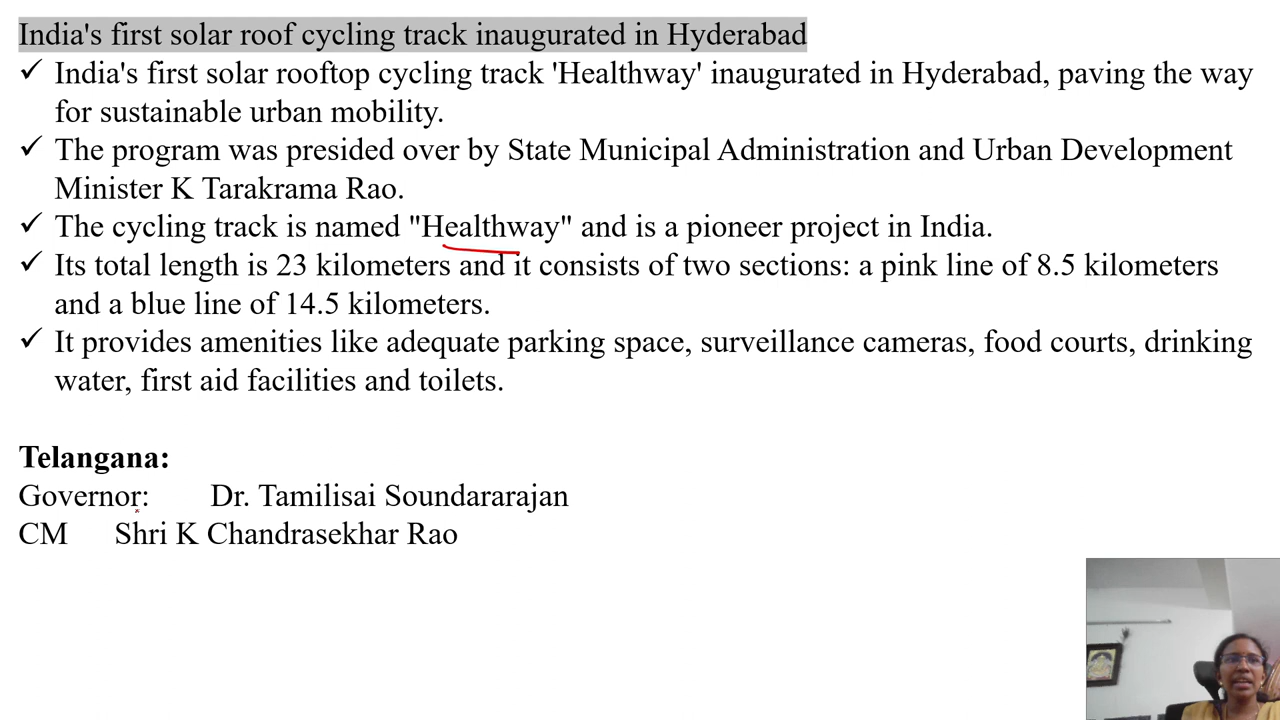 India's first solar roof cycling track inaugurated in Hyderabad
✓ India's first solar rooftop cycling track 'Healthway' inaugurated in Hyderabad, paving the way
for sustainable urban mobility.
✓ The program was presided over by State Municipal Administration and Urban Development
Minister K Tarakrama Rao.
✓ The cycling track is named "Healthway" and is a pioneer project in India.
✓ Its total length is 23 kilometers and it consists of two sections: a pink line of 8.5 kilometers
and a blue line of 14.5 kilometers.
✓ It provides amenities like adequate parking space, surveillance cameras, food courts, drinking
water, first aid facilities and toilets.
Telangana:
Governor: Dr. Tamilisai Soundararajan
CM Shri K Chandrasekhar Rao